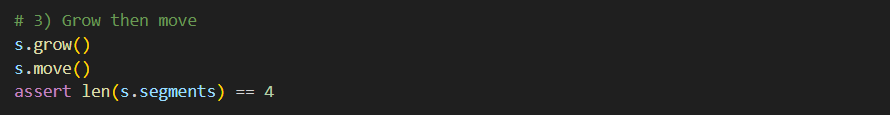 # 3) Grow then move
s.grow()
s.move()
assert len(s.segments) == 4